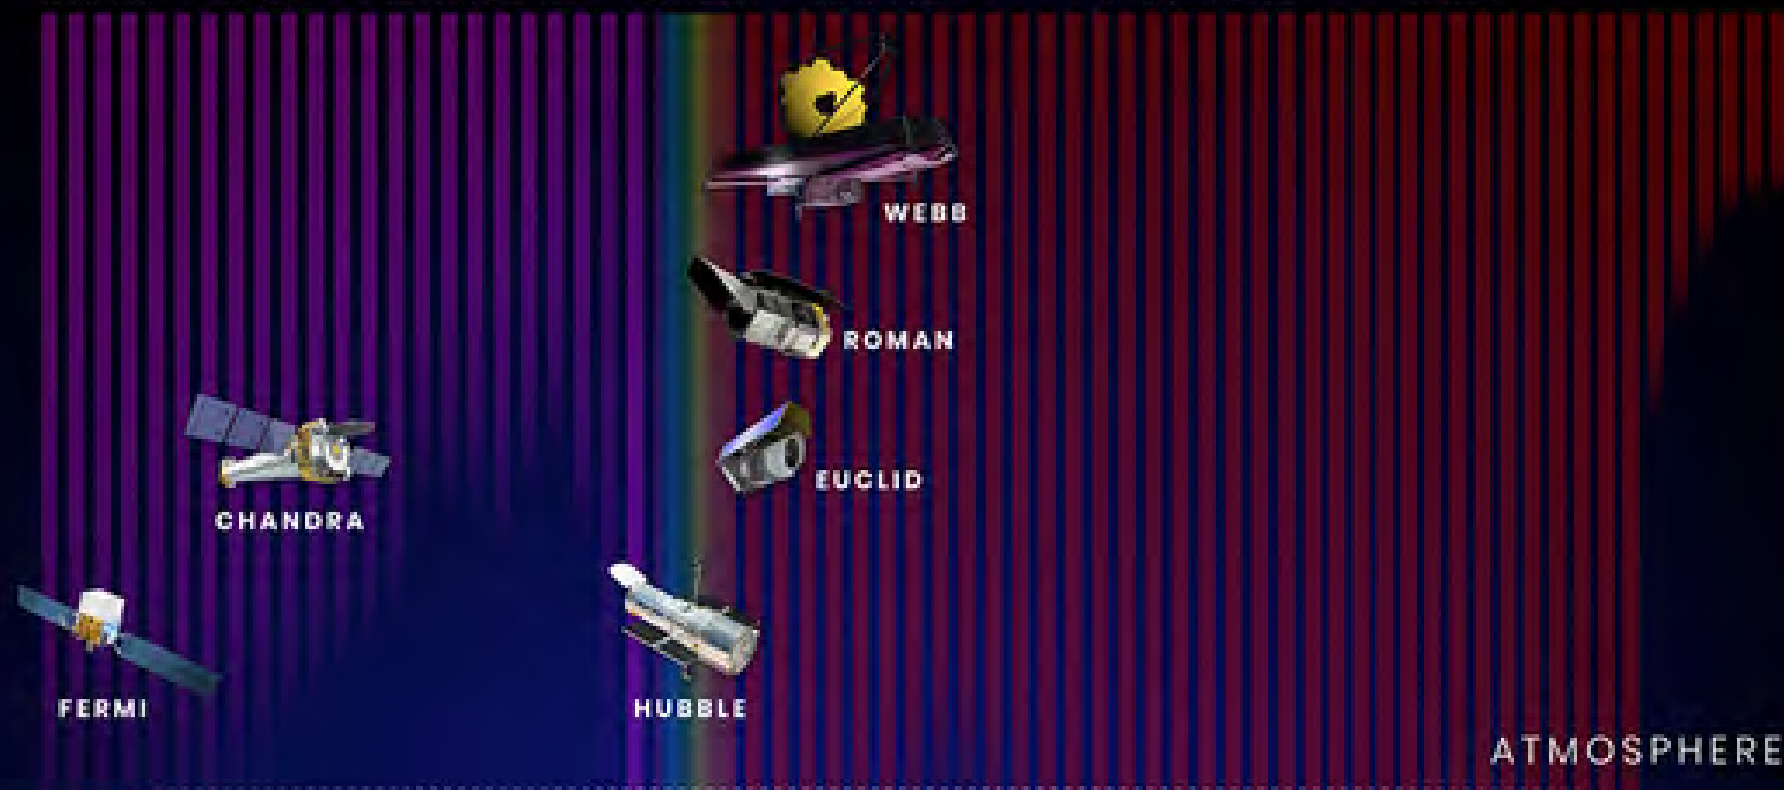 WEBB
ROMAN
EUCLID
CHANDRA
FERMI
HUBBLE
ATMOSPHERE